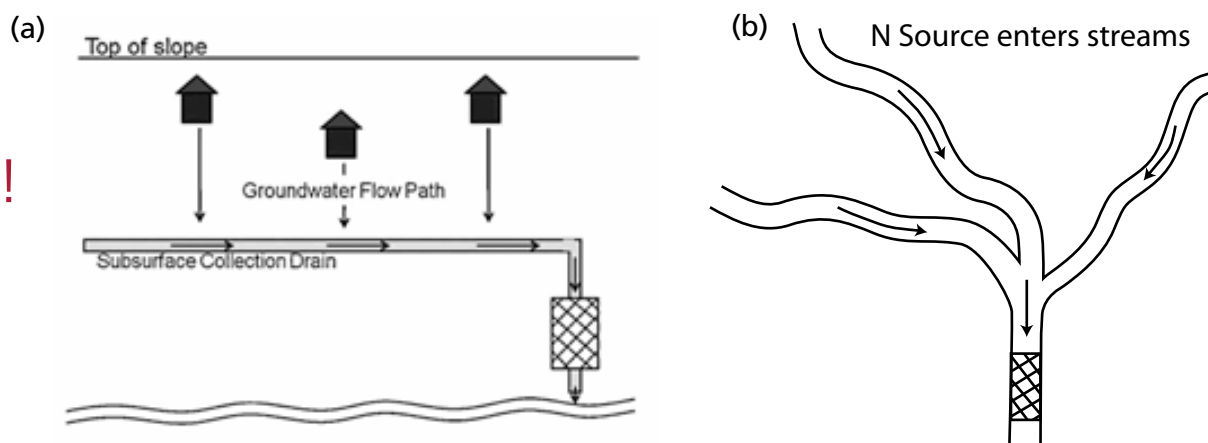 (a)
Top of slope
Groundwater Flow Path
Subsurface Collection Drain
!
(b)
N Source enters streams